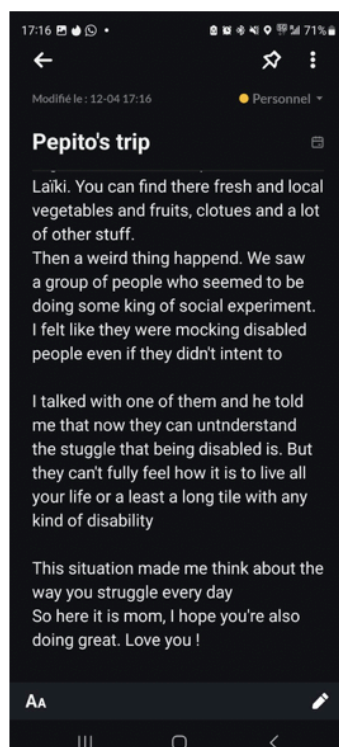 17:16
71%
Modifié le : 12-04 17:16
Personnel
Pepito's trip
Laïki. You can find there fresh and local
vegetables and fruits, clotues and a lot
of other stuff.
Then a weird thing happend. We saw
a group of people who seemed to be
doing some king of social experiment.
I felt like they were mocking disabled
people even if they didn't intent to
I talked with one of them and he told
me that now they can untnderstand
the stuggle that being disabled is. But
they can't fully feel how it is to live all
your life or a least a long tile with any
kind of disability
This situation made me think about the
way you struggle every day
So here it is mom, I hope you're also
doing great. Love you !
AA